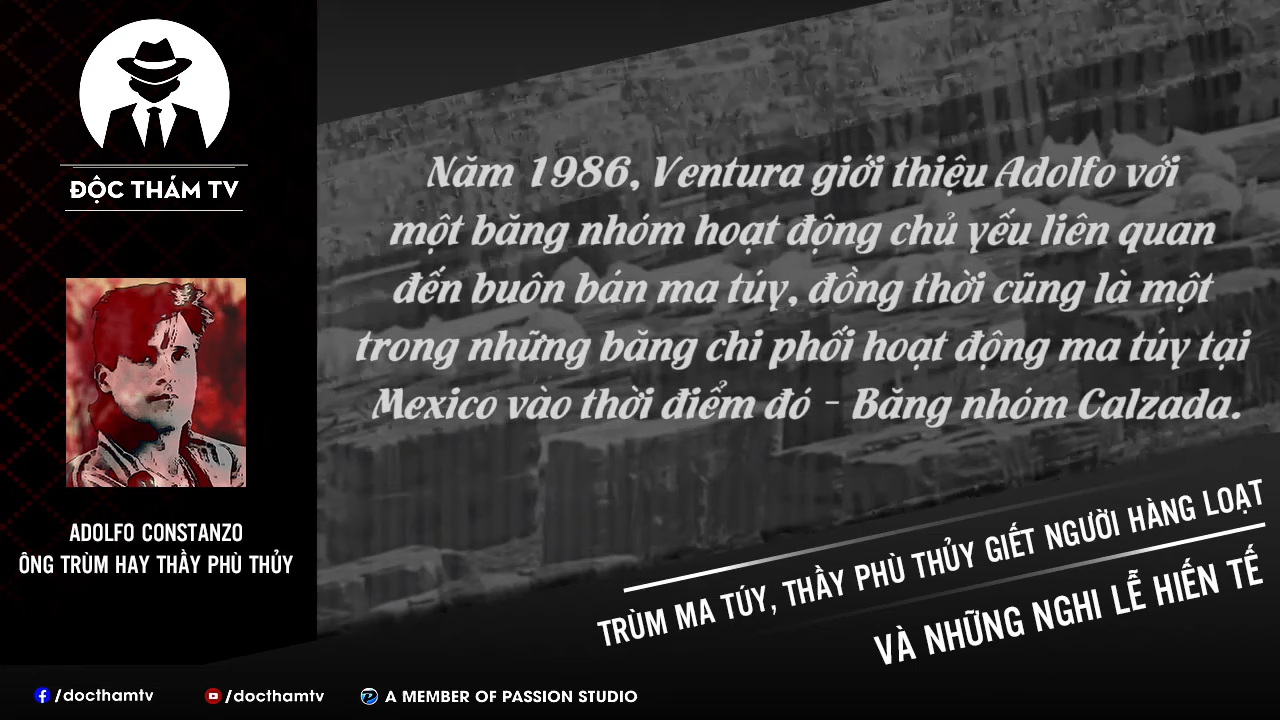 ĐỘC THÁM TV
ADOLFO CONSTANZO
ÔNG TRÙM HAY THẦY PHÙ THỦY
Năm 1986, Ventura giới thiệu Adolfo với
một băng nhóm hoạt động chủ yếu liên quan
đến buôn bán ma túy, đồng thời cũng là một
trong những băng chi phối hoạt động ma túy tại
Mexico vào thời điểm đó - Băng nhóm Calzada.
TRÙM MA TÚY, THẦY PHÙ THỦY GIẾT NGƯỜI HÀNG LOẠT
VÀ NHỮNG NGHI LỄ HIẾN TẾ
/docthamtv
/docthamtv
A MEMBER OF PASSION STUDIO